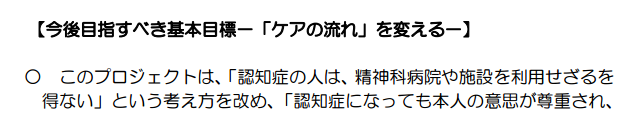 【今後目指すべき基本目標－「ケアの流れ」を変える－】
○　このプロジェクトは、「認知症の人は、精神科病院や施設を利用せざるを
得ない」という考え方を改め、「認知症になっても本人の意思が尊重され、